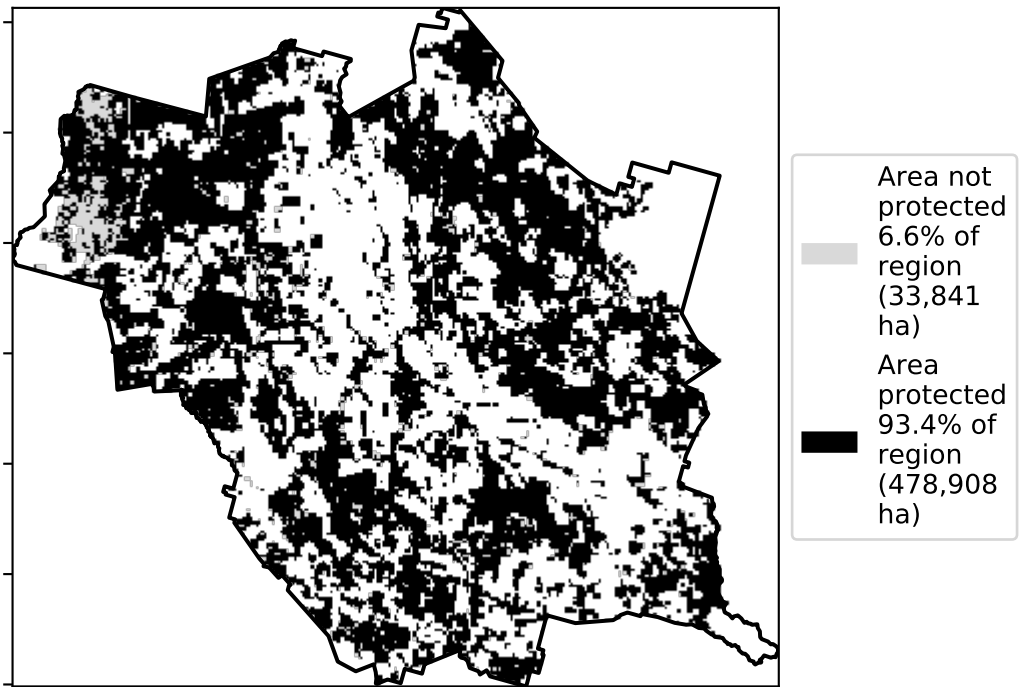 Area not
protected
6.6% of
region
(33,841
ha)
Area
protected
93.4% of
region
(478,908
ha)